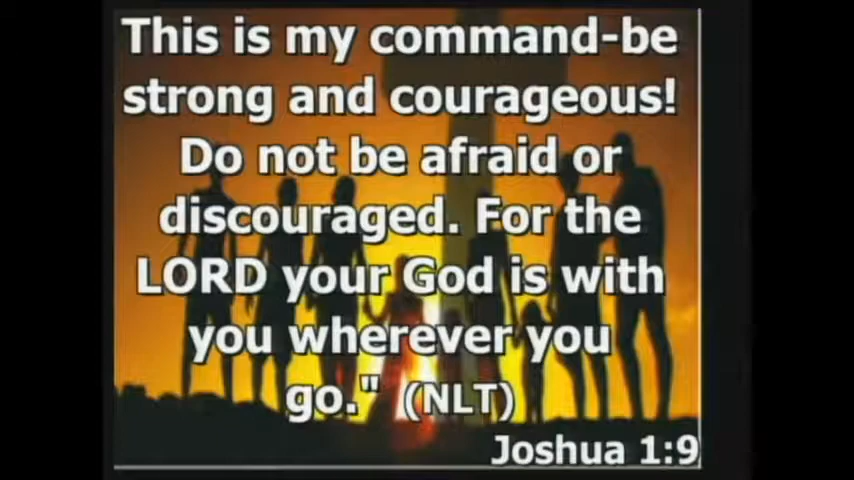 This is my command-be
strong and courageous!
Do not be afraid or
discouraged. For the
LORD your God is with
you wherever you
go." (NLT)
Joshua 1:9